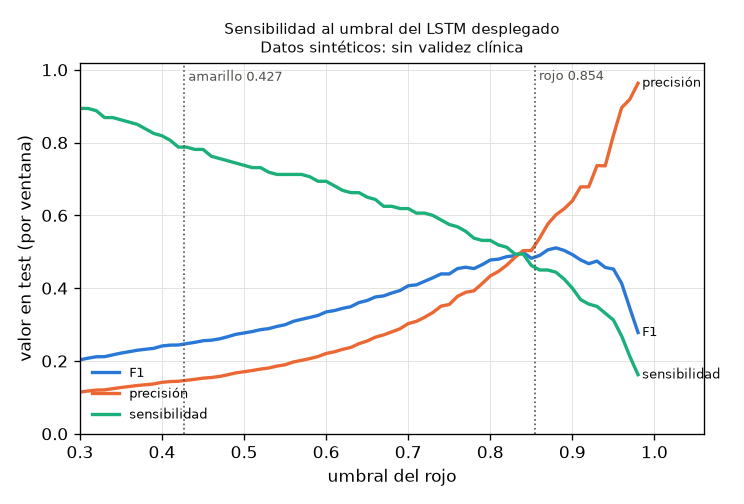 Sensibilidad al umbral del LSTM desplegado
Datos sintéticos: sin validez clínica
amarillo 0.427
rojo 0.854
precisión
F1
sensibilidad
valor en test (por ventana)
1.0
0.8
0.6
0.4
0.2
0.0
F1
precisión
sensibilidad
0.3
0.4
0.5
0.6
0.7
0.8
0.9
1.0
umbral del rojo